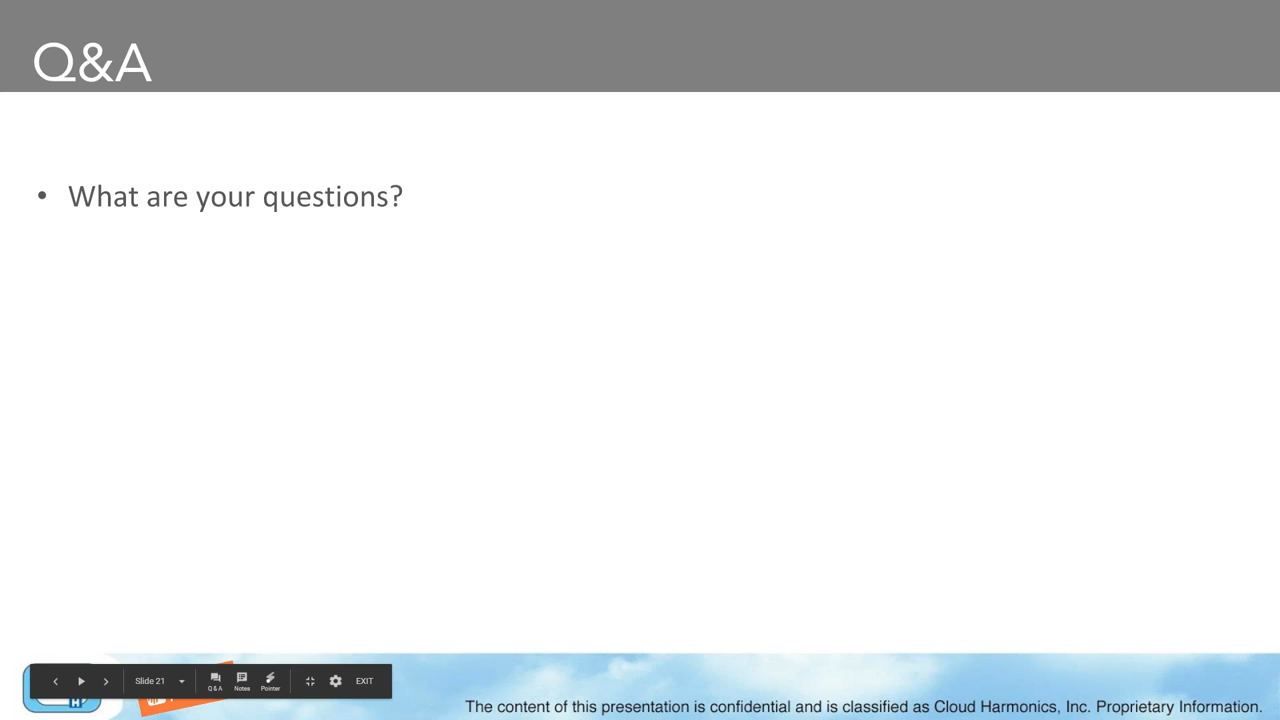 Q&A
• What are your questions?
Slide 21
Q & A
Notes
Pointer
EXIT
H
The content of this presentation is confidential and is classified as Cloud Harmonics, Inc. Proprietary Information.